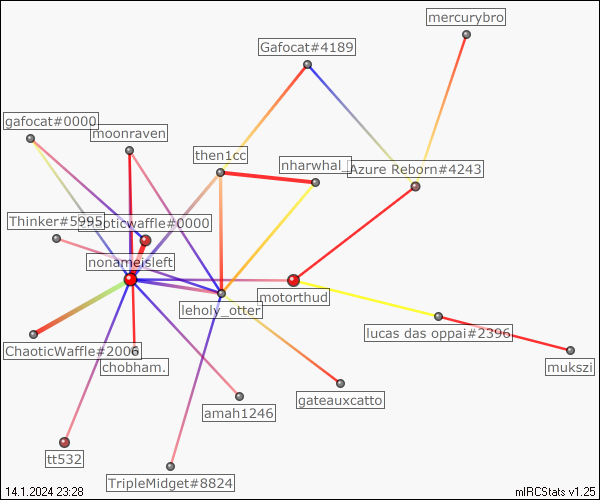 mercurybro
Gafocat#4189
gafocat#0000
moonraven
then1cc
nharwhal_
Azure Reborn#4243
Thinker#5995
chaoticwaffle#0000
nonameisleft
leholy_otter
motorthud
lucas das oppai#2396
ChaoticWaffle#2006
chobham.
mukszi
gateauxcatto
amah1246
tt532
TripleMidget#8824
14.1.2024 23:28
mIRCStats v1.25